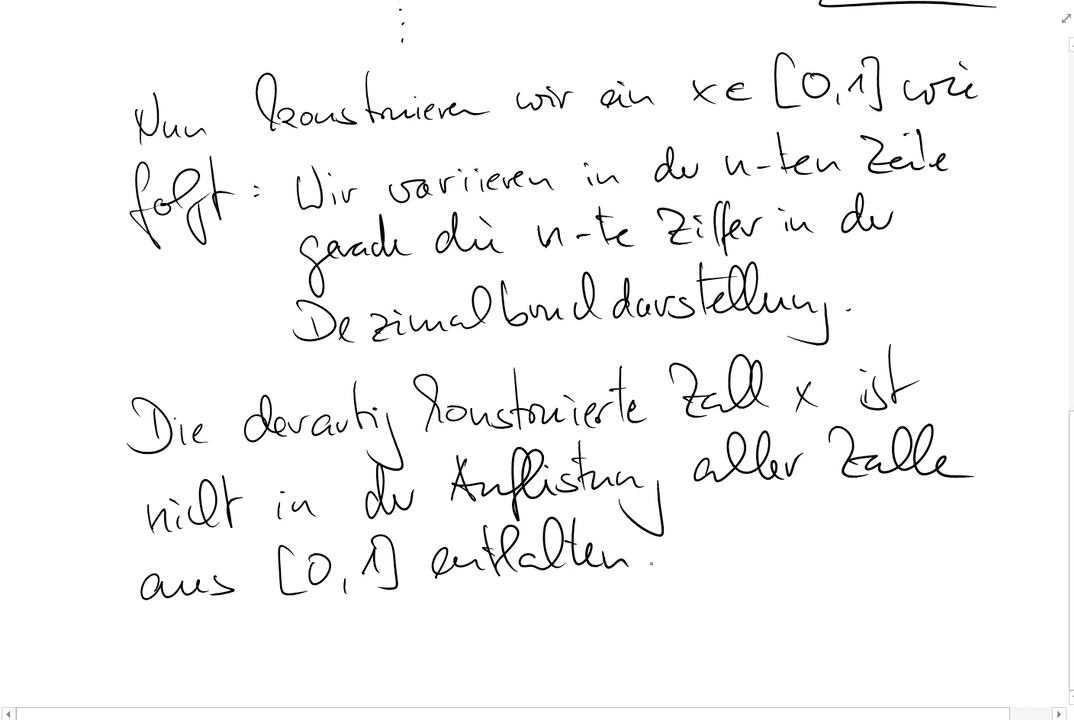 Nun konstruieren wir ein x ∈ [0,1] wie
folgt: Wir variieren in der n-ten Zeile
gerade die n-te Ziffer in der
Dezimalbruchdarstellung.
Die derartig konstruierte Zahl x ist
nicht in der Auflistung aller Zahlen
aus [0,1] enthalten.